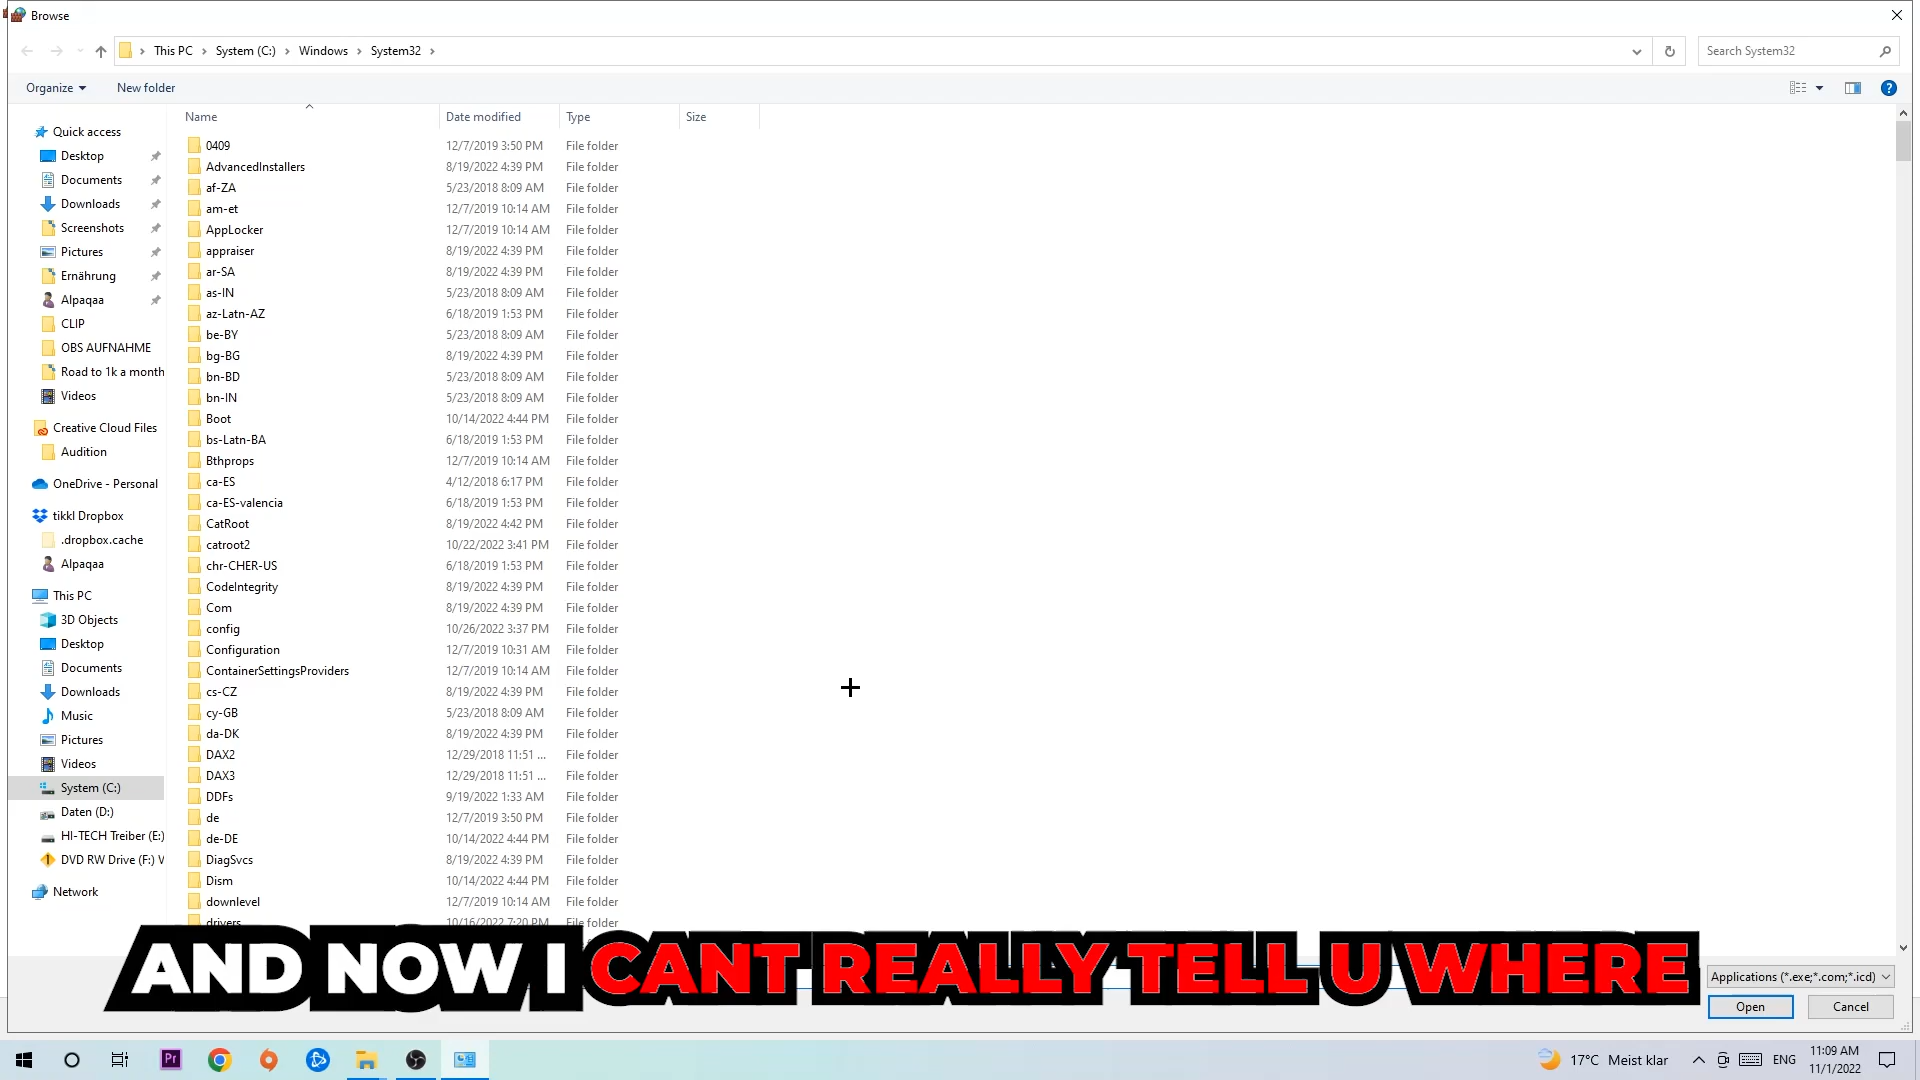 Browse
This PC > System (C:) > Windows > System32 >
Search System32
Organize
New folder
Name Date modified Type Size
Quick access
Desktop
Documents
Downloads
Screenshots
Pictures
Ernährung
Alpaqaa
CLIP
OBS AUFNAHME
Road to 1k a month
Videos
Creative Cloud Files
Audition
OneDrive - Personal
tikkl Dropbox
.dropbox.cache
Alpaqaa
This PC
3D Objects
Desktop
Documents
Downloads
Music
Pictures
Videos
System (C:)
Daten (D:)
HI-TECH Treiber (E:)
DVD RW Drive (F:) V
Network
0409 12/7/2019 3:50 PM File folder
AdvancedInstallers 8/19/2022 4:39 PM File folder
af-ZA 5/23/2018 8:09 AM File folder
am-et 12/7/2019 10:14 AM File folder
AppLocker 12/7/2019 10:14 AM File folder
appraiser 8/19/2022 4:39 PM File folder
ar-SA 8/19/2022 4:39 PM File folder
as-IN 5/23/2018 8:09 AM File folder
az-Latn-AZ 6/18/2019 1:53 PM File folder
be-BY 5/23/2018 8:09 AM File folder
bg-BG 8/19/2022 4:39 PM File folder
bn-BD 5/23/2018 8:09 AM File folder
bn-IN 5/23/2018 8:09 AM File folder
Boot 10/14/2022 4:44 PM File folder
bs-Latn-BA 6/18/2019 1:53 PM File folder
Bthprops 12/7/2019 10:14 AM File folder
ca-ES 4/12/2018 6:17 PM File folder
ca-ES-valencia 6/18/2019 1:53 PM File folder
CatRoot 8/19/2022 4:42 PM File folder
catroot2 10/22/2022 3:41 PM File folder
chr-CHER-US 6/18/2019 1:53 PM File folder
CodeIntegrity 8/19/2022 4:39 PM File folder
Com 8/19/2022 4:39 PM File folder
config 10/26/2022 3:37 PM File folder
Configuration 12/7/2019 10:31 AM File folder
ContainerSettingsProviders 12/7/2019 10:14 AM File folder
cs-CZ 8/19/2022 4:39 PM File folder
cy-GB 5/23/2018 8:09 AM File folder
da-DK 8/19/2022 4:39 PM File folder
DAX2 12/29/2018 11:51 ... File folder
DAX3 12/29/2018 11:51 ... File folder
DDFs 9/19/2022 1:33 AM File folder
de 12/7/2019 3:50 PM File folder
de-DE 10/14/2022 4:44 PM File folder
DiagSvcs 8/19/2022 4:39 PM File folder
Dism 10/14/2022 4:44 PM File folder
downlevel 12/7/2019 10:14 AM File folder
drivers 10/16/2022 7:20 PM File folder
AND NOW I CANT REALLY TELL U WHERE
Applications (*.exe;*.com;*.icd)
Open
Cancel
Pr
17°C Meist klar
ENG
11:09 AM
11/1/2022